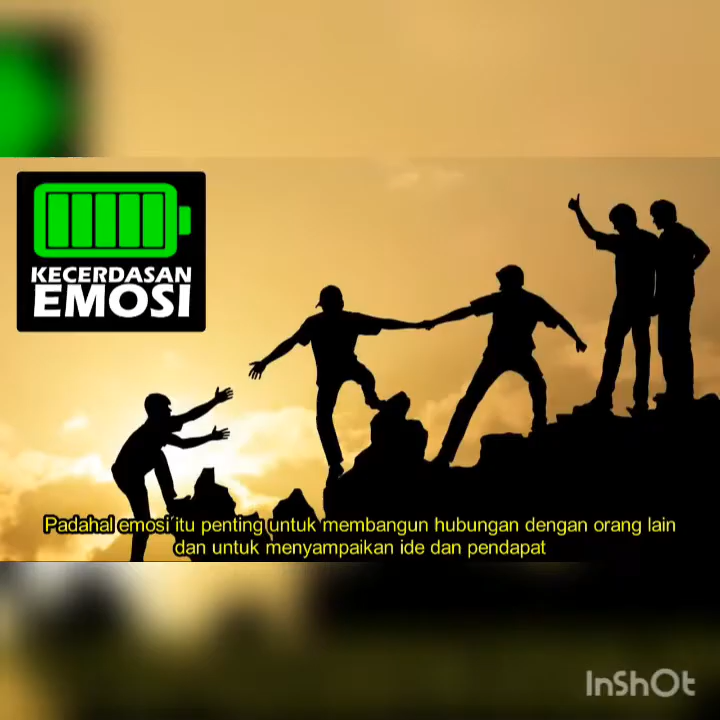 KECERDASAN
EMOSI
Padahal emosi itu penting untuk membangun hubungan dengan orang lain
dan untuk menyampaikan ide dan pendapat
InShOt